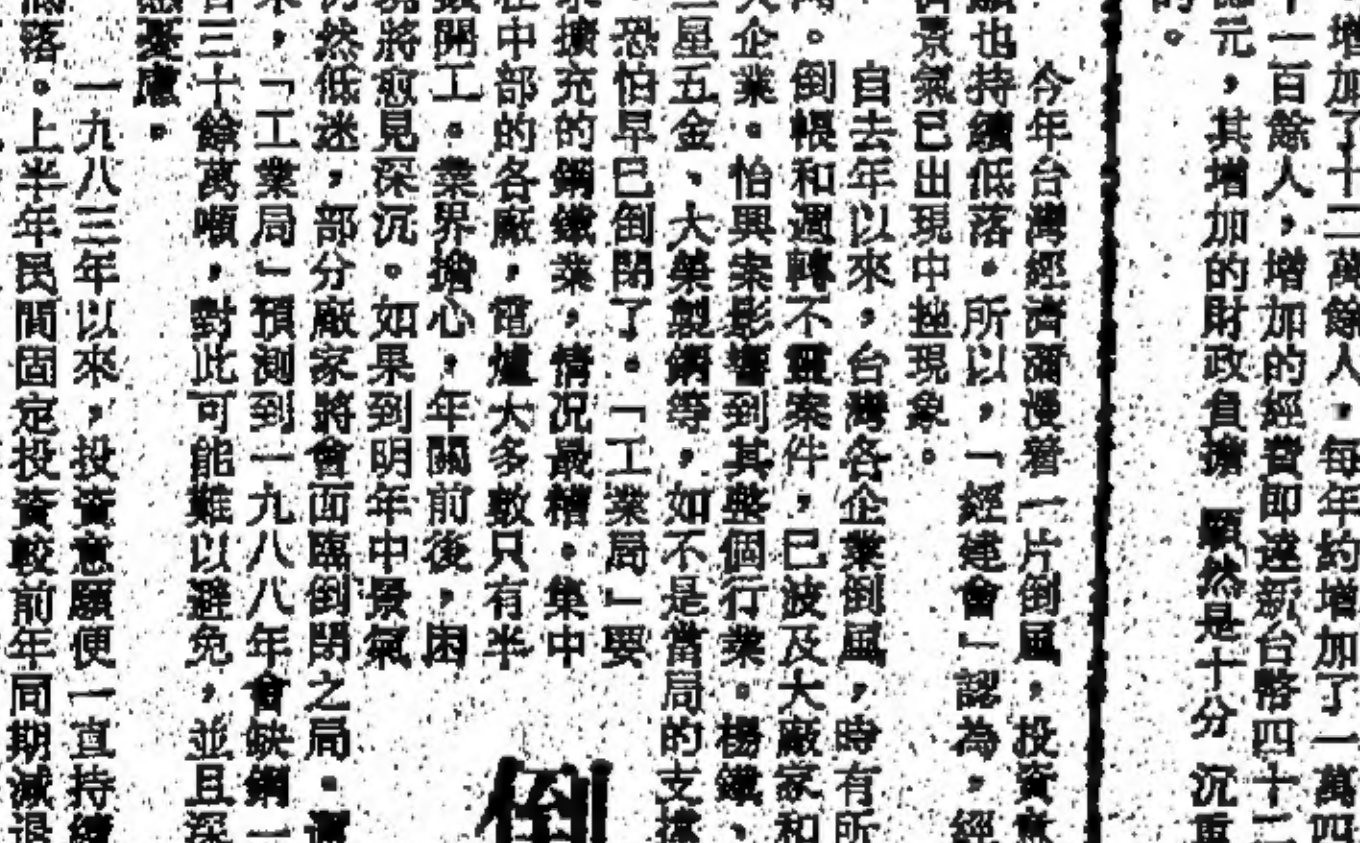 增加了十二萬餘人，每年約增加了一萬四
一百餘人，增加的經費即達新台幣四十二
元，其增加的財政負擔 顯然是十分 沉重
的。
今年台灣經濟瀰漫着一片倒風，投資意
願也持續低落。所以，「經建會」認為，經
景氣已出現中挫現象。
自去年以來，台灣各企業倒風，時有所
。倒帳和週轉不靈案件，已波及大廠家和
大企業。怡興案影響到其整個行業。楊鐵、
三星五金、大榮製鋼等，如不是當局的支撐
，恐怕早已倒閉了。「工業局」要
擴充的鋼鐵業，情況最糟。集中
在中部的各廠，電爐大多數只有半
數開工。業界擔心，年關前後，困
境將愈見深沉。如果到明年中景氣
仍然低迷，部分廠家將會面臨倒閉之局。還
，「工業局」預測到一九八八年會缺鋼一
百三十餘萬噸，對此可能難以避免，並且深
感憂慮。
一九八三年以來，投資意願便一直持續
低落。上半年民間固定投資較前年同期減退
倒